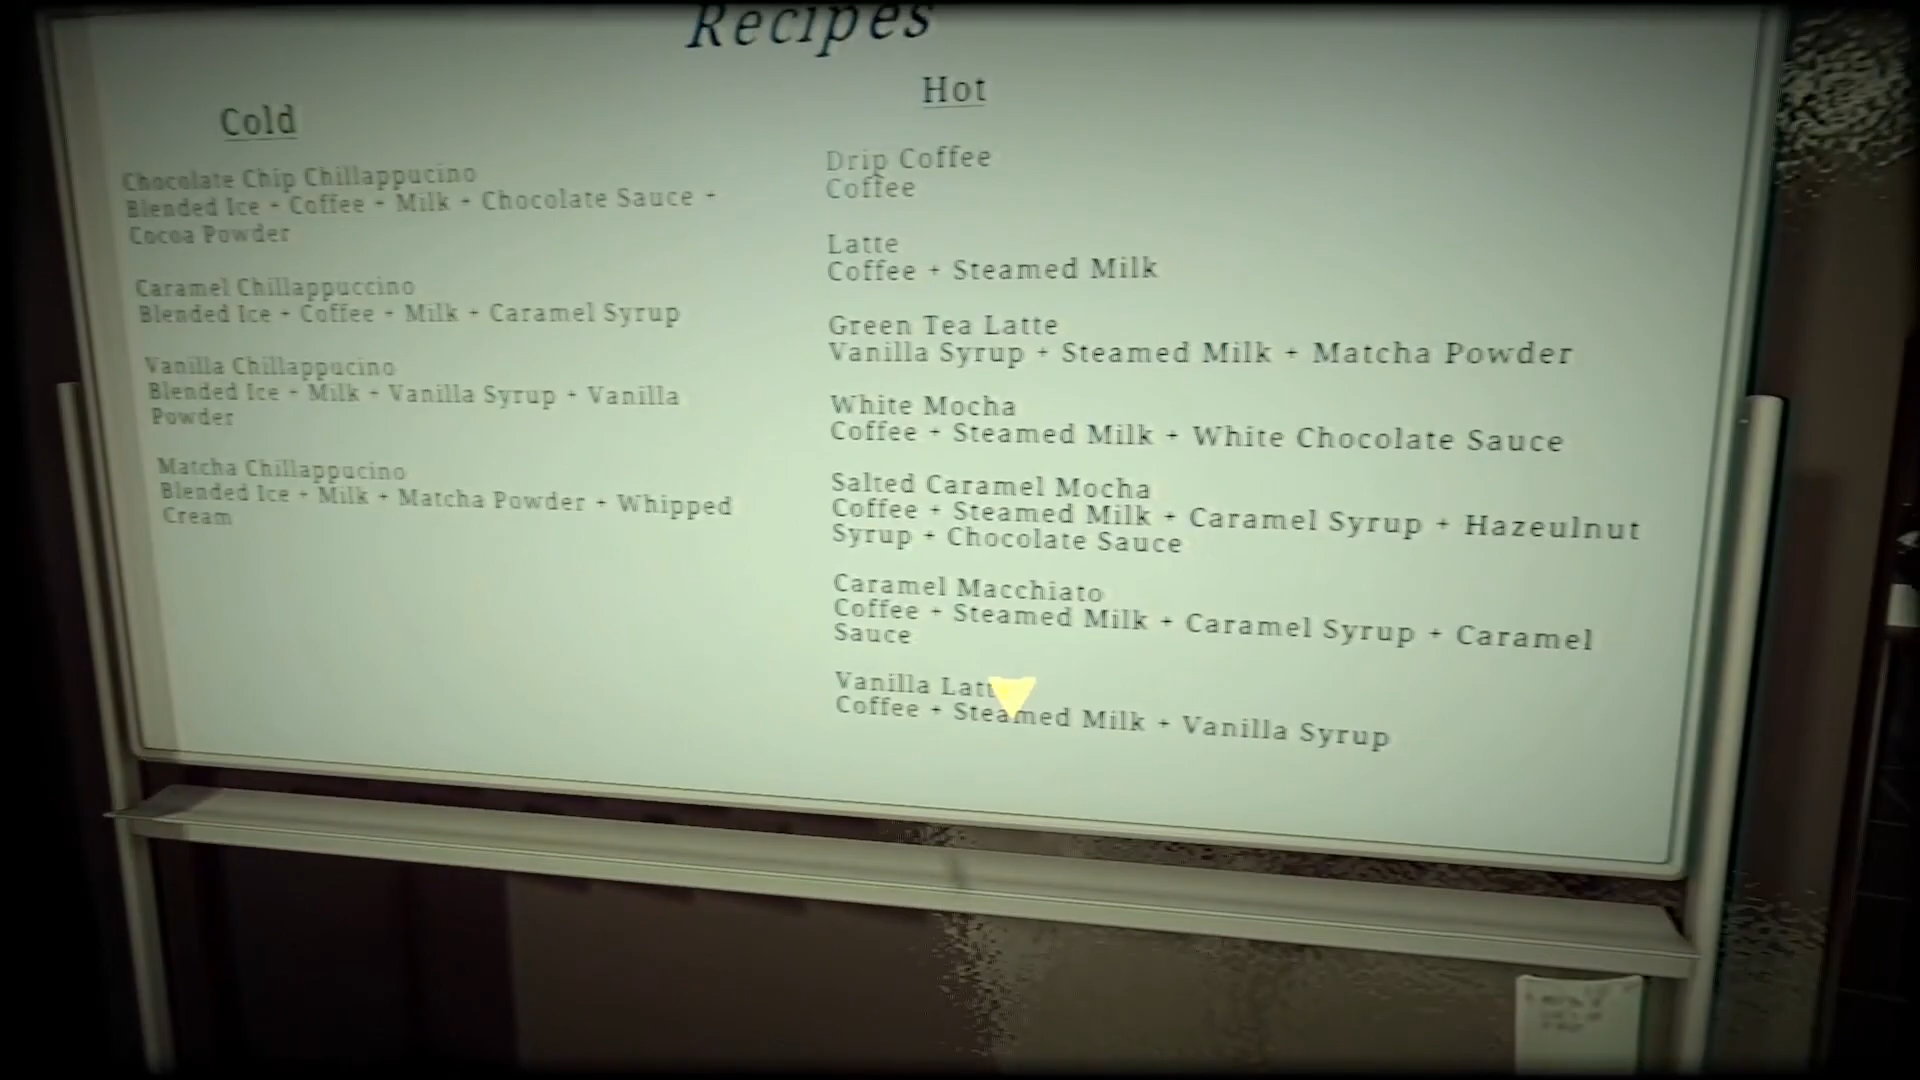 Recipes
Cold
Chocolate Chip Chillappucino
Blended Ice + Coffee + Milk + Chocolate Sauce +
Cocoa Powder
Caramel Chillappuccino
Blended Ice + Coffee + Milk + Caramel Syrup
Vanilla Chillappucino
Blended Ice + Milk + Vanilla Syrup + Vanilla
Powder
Matcha Chillappucino
Blended Ice + Milk + Matcha Powder + Whipped
Cream
Hot
Drip Coffee
Coffee
Latte
Coffee + Steamed Milk
Green Tea Latte
Vanilla Syrup + Steamed Milk + Matcha Powder
White Mocha
Coffee + Steamed Milk + White Chocolate Sauce
Salted Caramel Mocha
Coffee + Steamed Milk + Caramel Syrup + Hazeulnut
Syrup + Chocolate Sauce
Caramel Macchiato
Coffee + Steamed Milk + Caramel Syrup + Caramel
Sauce
Vanilla Latt
Coffee + Steamed Milk + Vanilla Syrup